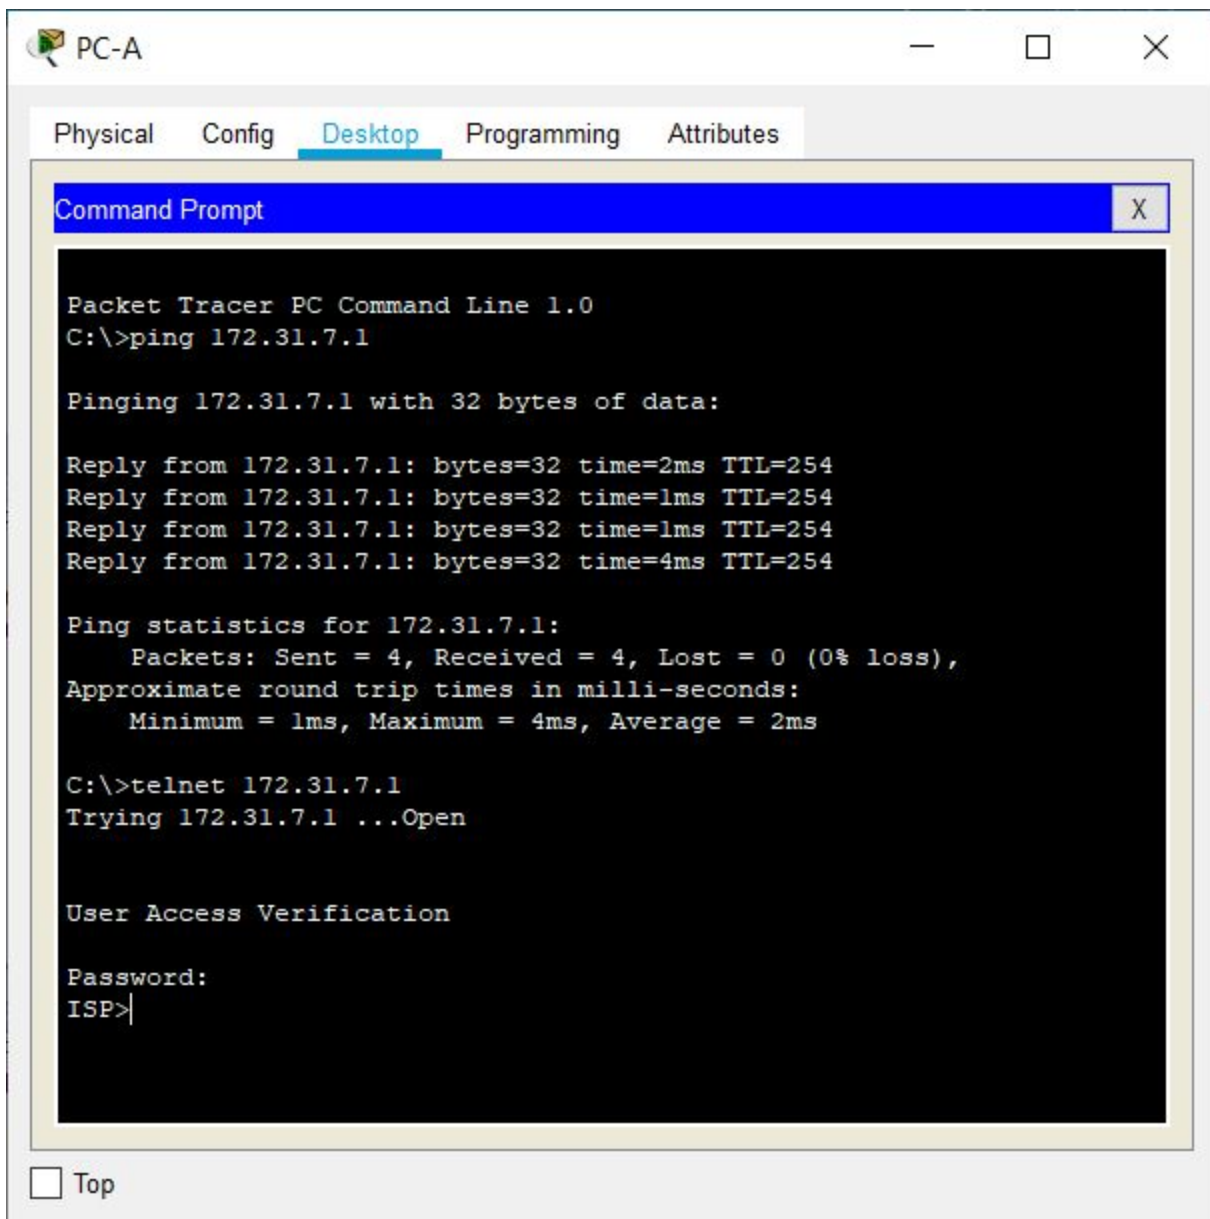 PC-A
Physical Config Desktop Programming Attributes
Command Prompt X
Packet Tracer PC Command Line 1.0
C:\>ping 172.31.7.1
Pinging 172.31.7.1 with 32 bytes of data:
Reply from 172.31.7.1: bytes=32 time=2ms TTL=254
Reply from 172.31.7.1: bytes=32 time=1ms TTL=254
Reply from 172.31.7.1: bytes=32 time=1ms TTL=254
Reply from 172.31.7.1: bytes=32 time=4ms TTL=254
Ping statistics for 172.31.7.1:
Packets: Sent = 4, Received = 4, Lost = 0 (0% loss),
Approximate round trip times in milli-seconds:
Minimum = 1ms, Maximum = 4ms, Average = 2ms
C:\>telnet 172.31.7.1
Trying 172.31.7.1 ...Open
User Access Verification
Password:
ISP>
Top